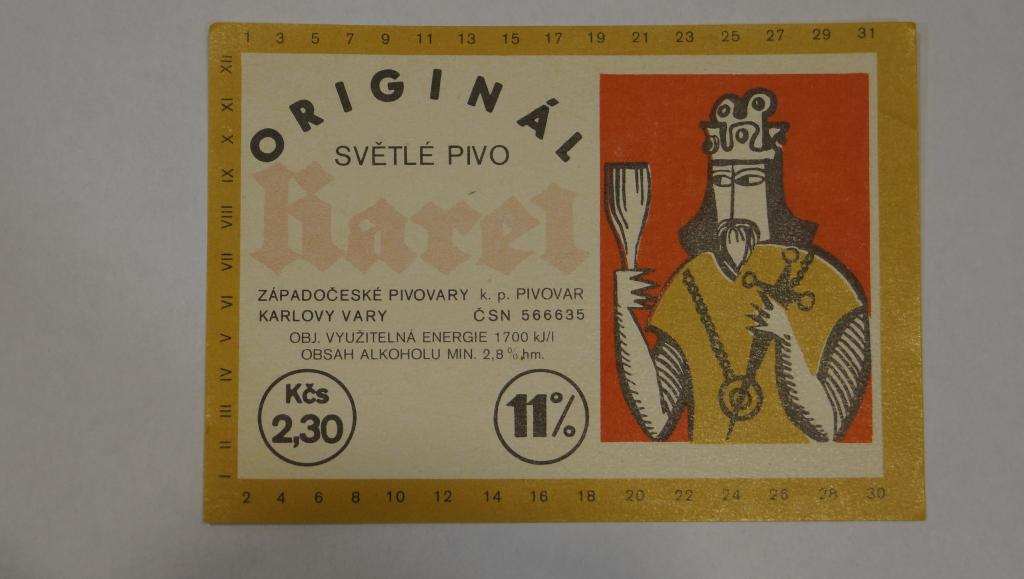 1 3 5 7 9 11 13 15 17 19 21 23 25 27 29 31
XII
XI
X
IX
VIII
VII
VI
V
IV
III
II
I
ORIGINÁL
SVĚTLÉ PIVO
Karel
ZÁPADOČESKÉ PIVOVARY k. p. PIVOVAR
KARLOVY VARY ČSN 566635
OBJ. VYUŽITELNÁ ENERGIE 1700 kJ/l
OBSAH ALKOHOLU MIN. 2,8 % hm.
Kčs
2,30
11%
2 4 6 8 10 12 14 16 18 20 22 24 26 28 30